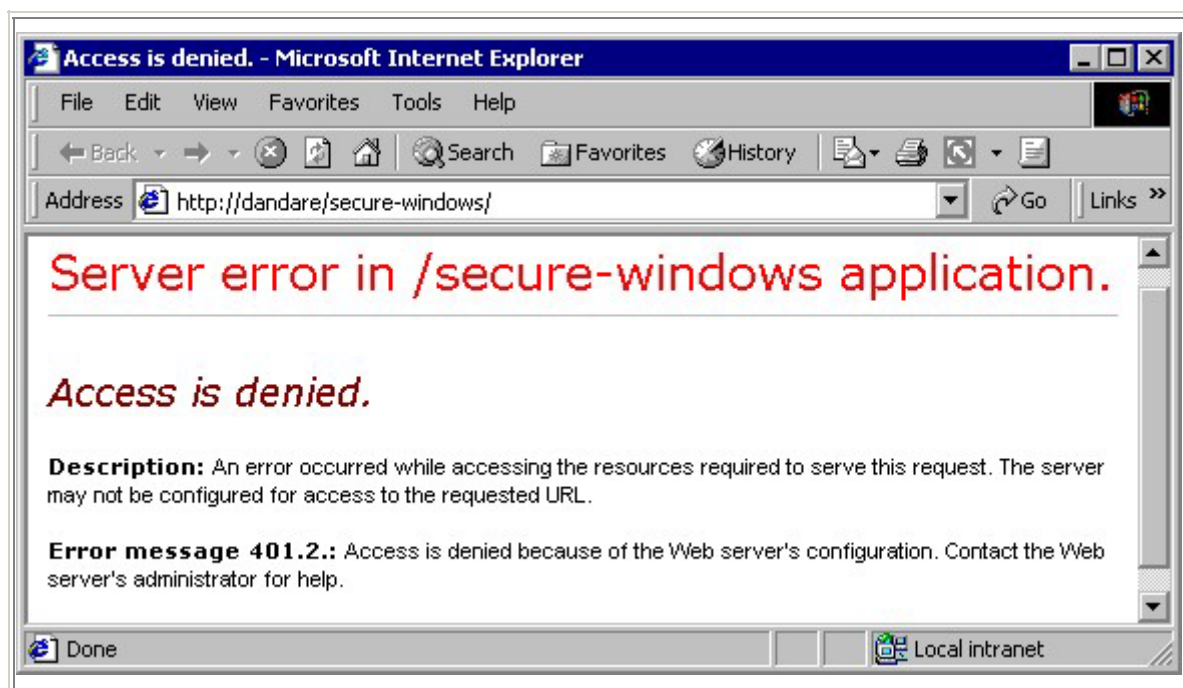 Access is denied. - Microsoft Internet Explorer
File Edit View Favorites Tools Help
Back Search Favorites History
Address http://dandare/secure-windows/ Go Links »
Server error in /secure-windows application.
Access is denied.
Description: An error occurred while accessing the resources required to serve this request. The server
may not be configured for access to the requested URL.
Error message 401.2.: Access is denied because of the Web server's configuration. Contact the Web
server's administrator for help.
Done Local intranet